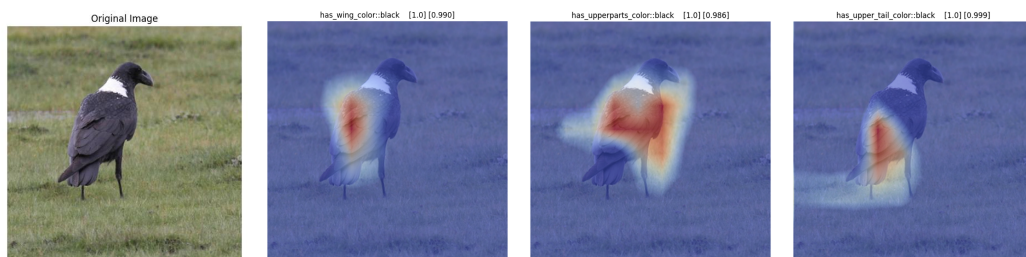 Original Image
has_wing_color::black [1.0] [0.990]
has_upperparts_color::black [1.0] [0.986]
has_upper_tail_color::black [1.0] [0.999]